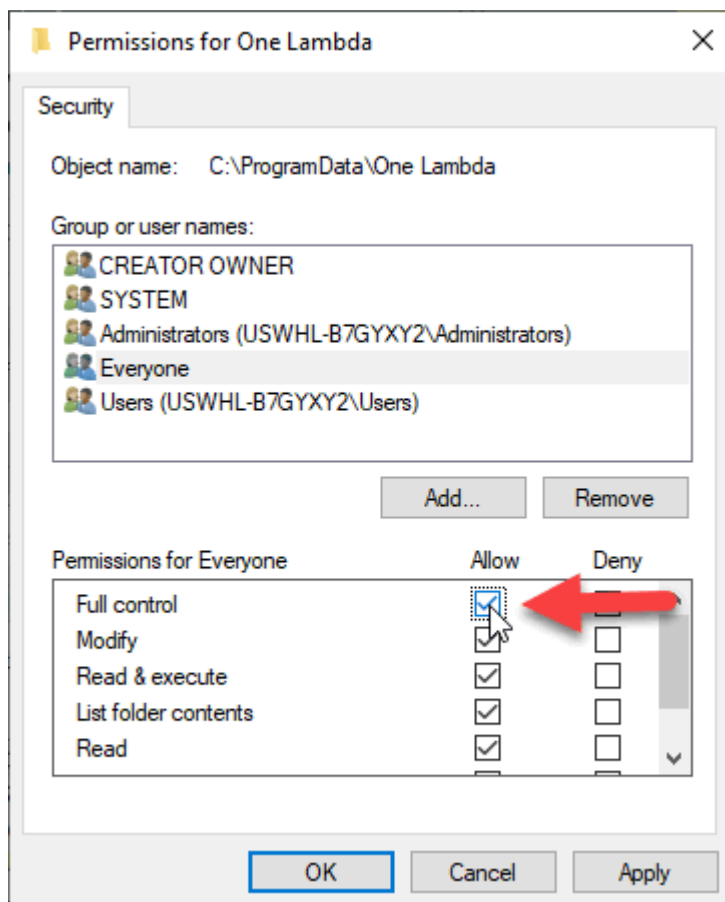 Permissions for One Lambda
Security
Object name: C:\ProgramData\One Lambda
Group or user names:
CREATOR OWNER
SYSTEM
Administrators (USWHL-B7GYXY2\Administrators)
Everyone
Users (USWHL-B7GYXY2\Users)
Add... Remove
Permissions for Everyone Allow Deny
Full control
Modify
Read & execute
List folder contents
Read
OK Cancel Apply